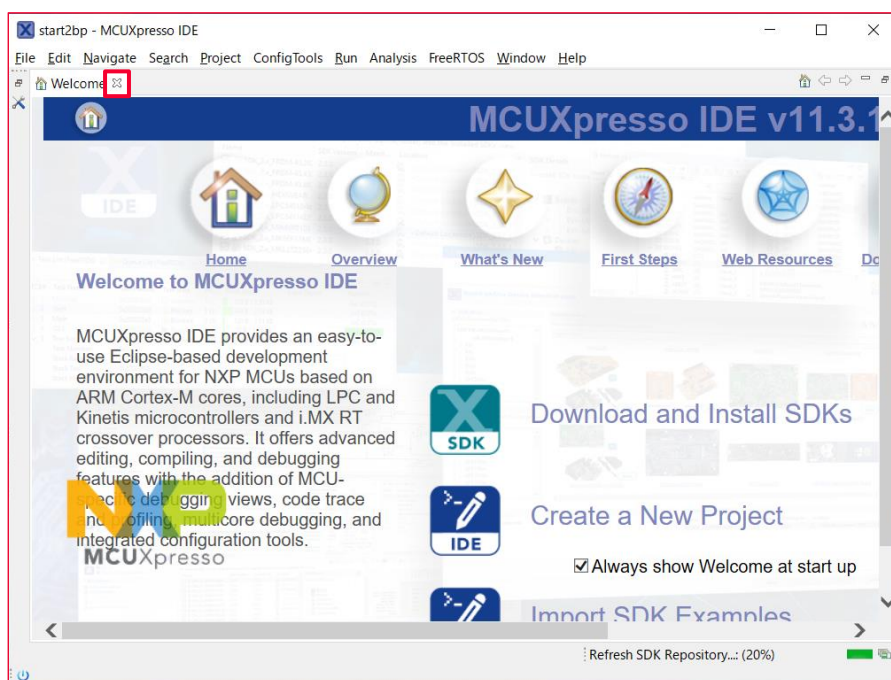 start2bp - MCUXpresso IDE
File Edit Navigate Search Project ConfigTools Run Analysis FreeRTOS Window Help
Welcome
MCUXpresso IDE v11.3.1
IDE
Home Overview What's New First Steps Web Resources Do
Welcome to MCUXpresso IDE
MCUXpresso IDE provides an easy-to-
use Eclipse-based development
environment for NXP MCUs based on
ARM Cortex-M cores, including LPC and
Kinetis microcontrollers and i.MX RT
crossover processors. It offers advanced
editing, compiling, and debugging
features with the addition of MCU-
specific debugging views, code trace
and profiling, multicore debugging, and
integrated configuration tools.
NXP
MCUXpresso
SDK
Download and Install SDKs
IDE
Create a New Project
Always show Welcome at start up
Import SDK Examples
Refresh SDK Repository...: (20%)